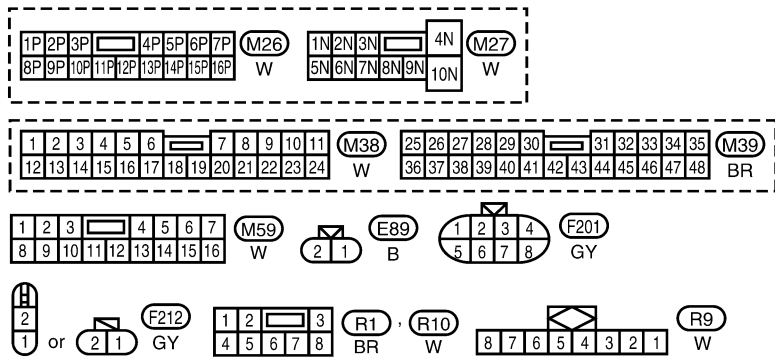 1P 2P 3P 4P 5P 6P 7P M26
8P 9P 10P 11P 12P 13P 14P 15P 16P W
1N 2N 3N 4N M27
5N 6N 7N 8N 9N 10N W
1 2 3 4 5 6 7 8 9 10 11 M38
12 13 14 15 16 17 18 19 20 21 22 23 24 W
25 26 27 28 29 30 31 32 33 34 35 M39
36 37 38 39 40 41 42 43 44 45 46 47 48 BR
1 2 3 4 5 6 7 M59
8 9 10 11 12 13 14 15 16 W
2 1 E89
B
1 2 3 4 F201
5 6 7 8 GY
2
1 or 2 1 F212
GY
1 2 3 R1 , R10
4 5 6 7 8 BR W
8 7 6 5 4 3 2 1 R9
W